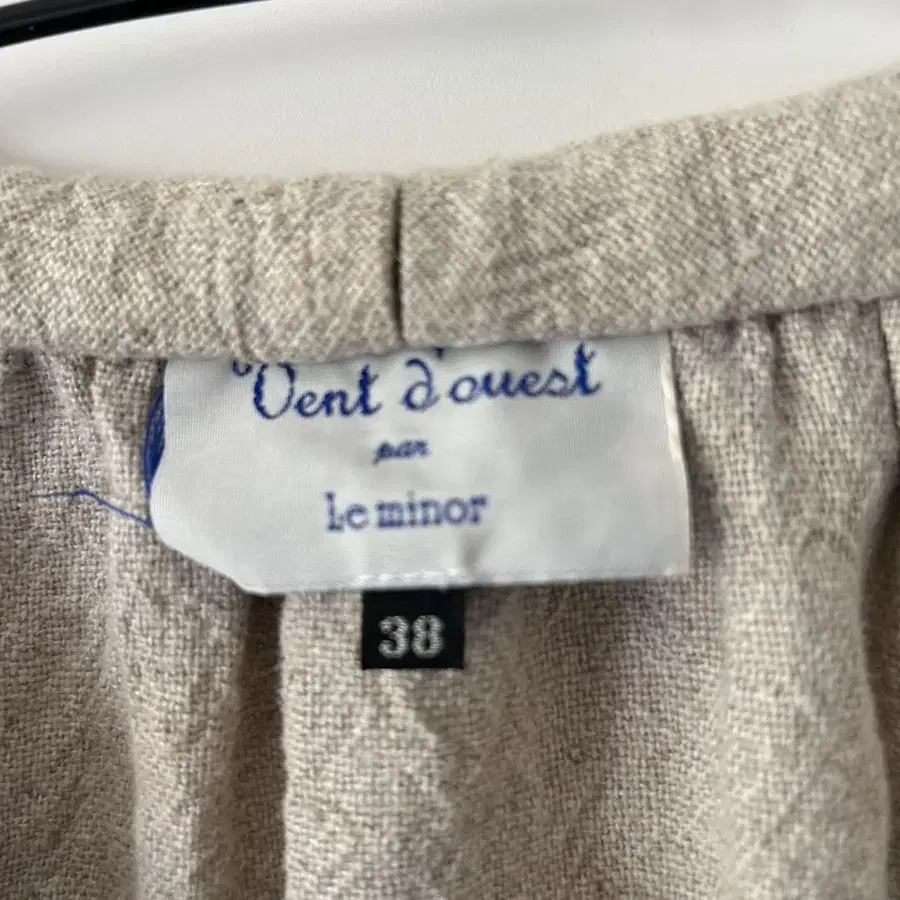 Vent d'ouest
par
Le minor
38